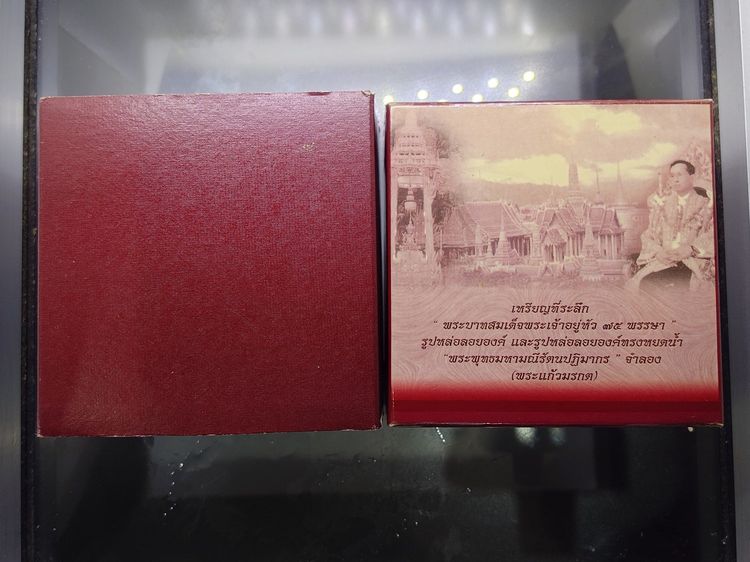 เหรียญที่ระลึก
“ พระบาทสมเด็จพระเจ้าอยู่หัว ๗๕ พรรษา ”
รูปหล่อลอยองค์ และรูปหล่อลอยองค์ทรงหยดน้ำ
“พระพุทธมหามณีรัตนปฏิมากร ” จำลอง
(พระแก้วมรกต)